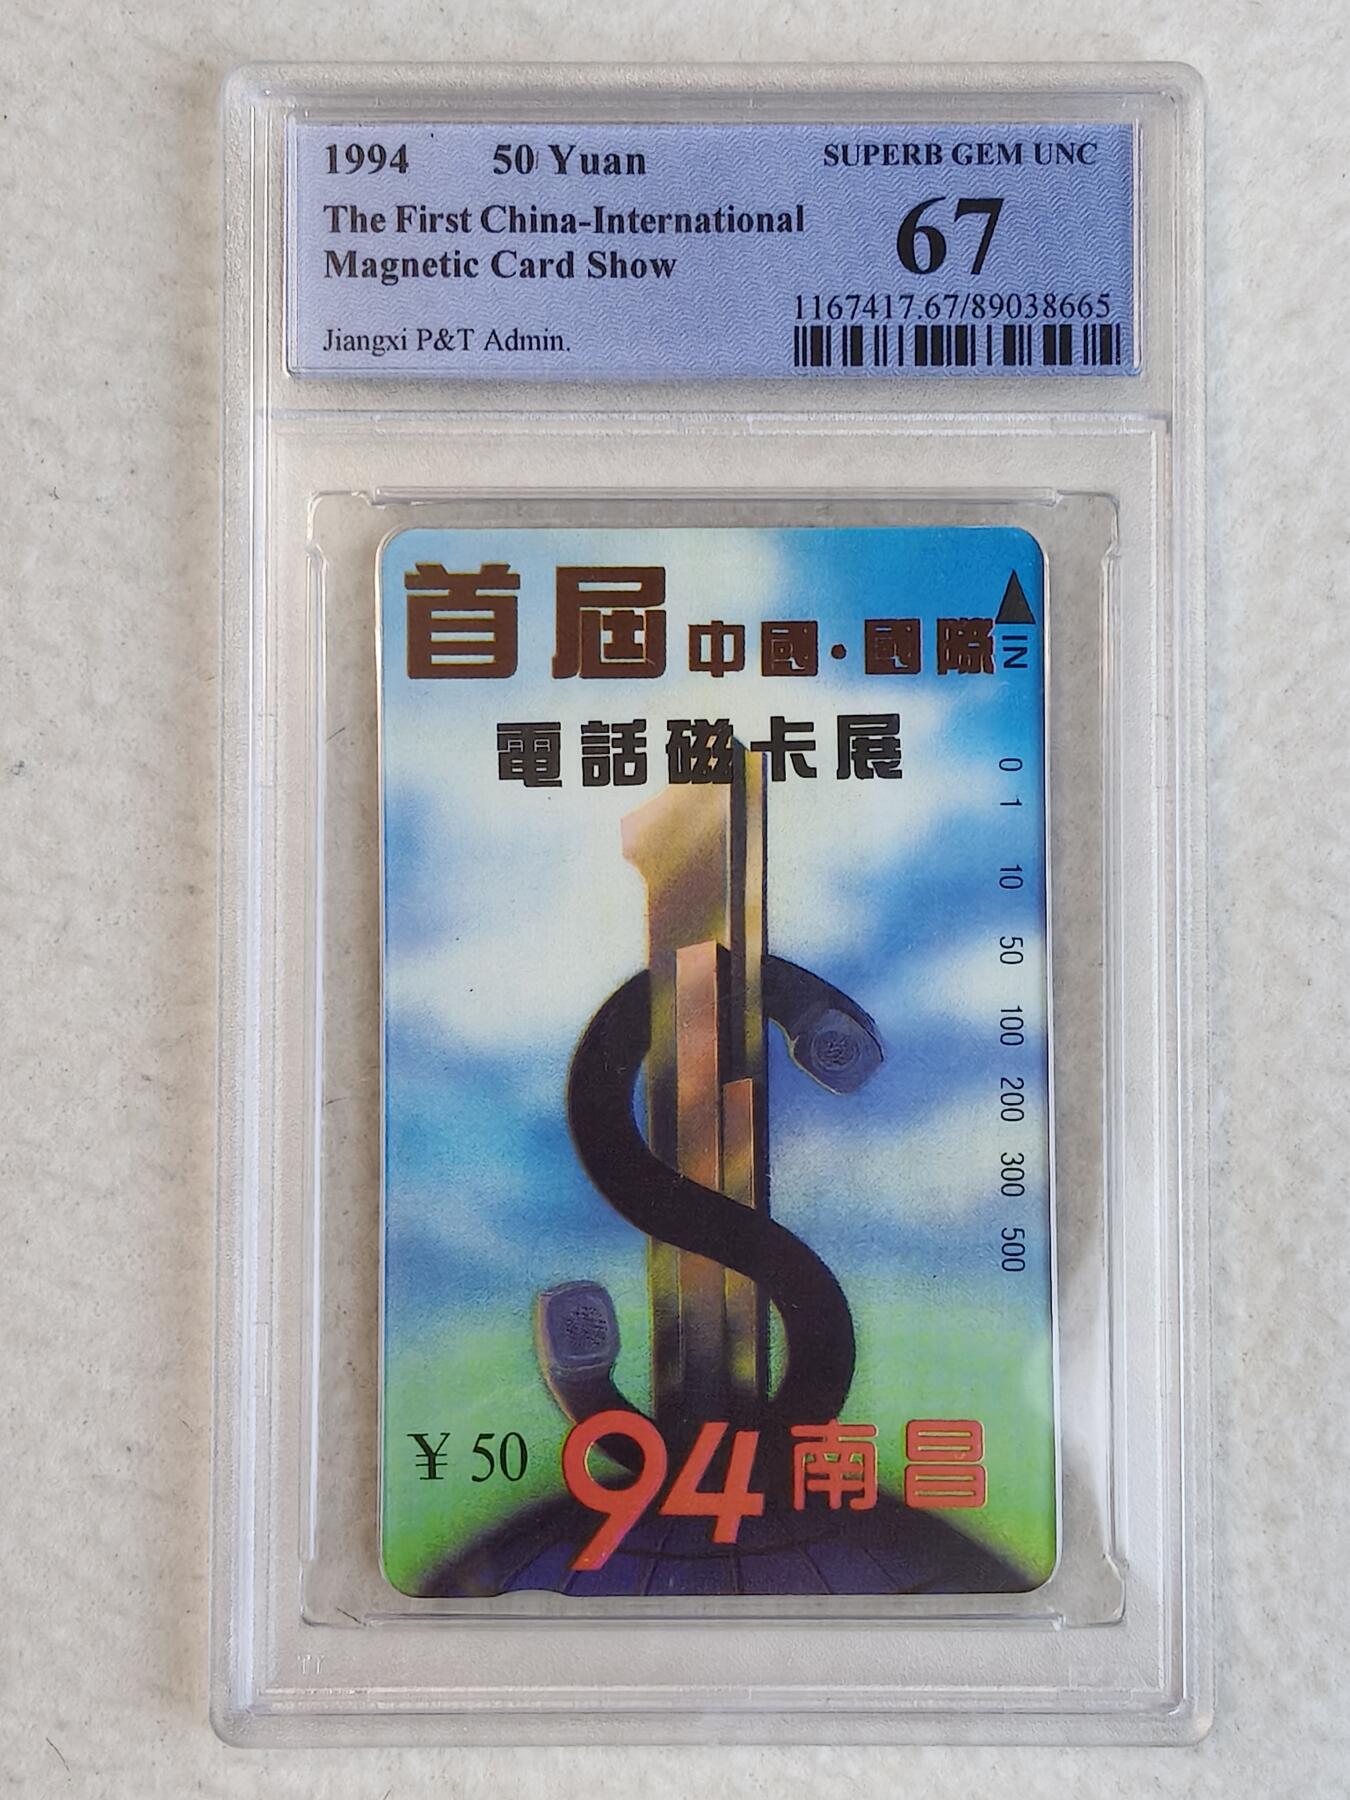 1994 50 Yuan
SUPERB GEM UNC
The First China-International
Magnetic Card Show
67
1167417.67/89038665
Jiangxi P&T Admin.
首屆中國·國際
電話磁卡展
IN
0 1 10 50 100 200 300 500
¥50
94南昌